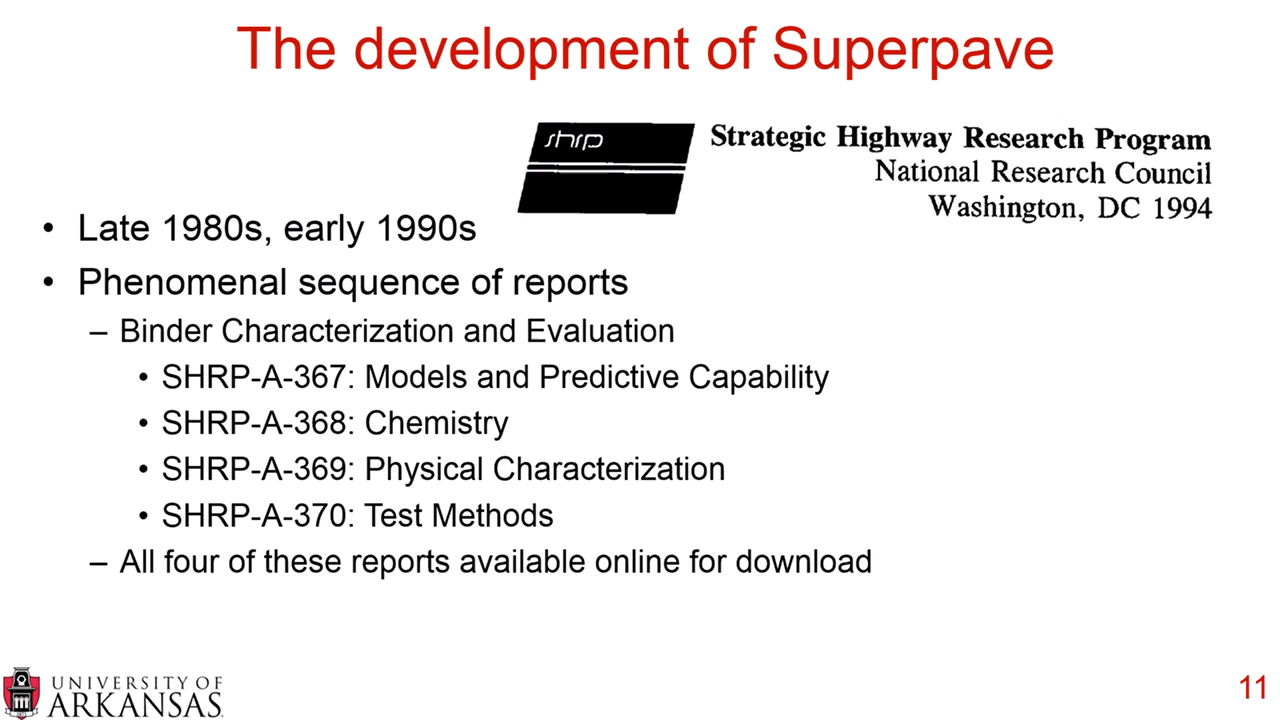 The development of Superpave
shrp
Strategic Highway Research Program
National Research Council
Washington, DC 1994
• Late 1980s, early 1990s
• Phenomenal sequence of reports
– Binder Characterization and Evaluation
• SHRP-A-367: Models and Predictive Capability
• SHRP-A-368: Chemistry
• SHRP-A-369: Physical Characterization
• SHRP-A-370: Test Methods
– All four of these reports available online for download
UNIVERSITY OF
ARKANSAS
11